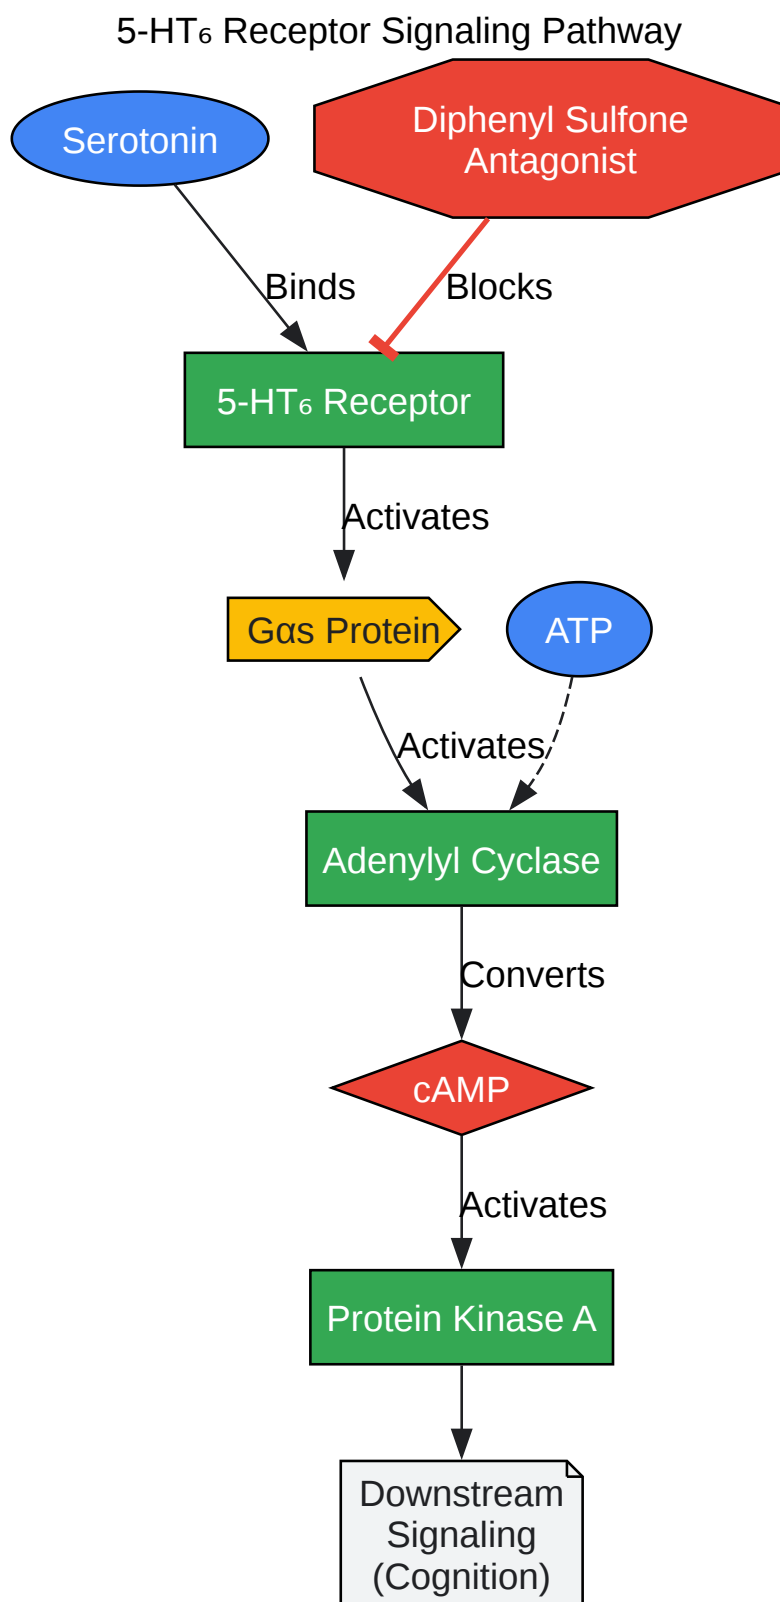 5-HT₆ Receptor Signaling Pathway
Serotonin
Diphenyl Sulfone
Antagonist
Binds
Blocks
5-HT₆ Receptor
Activates
Gαs Protein
ATP
Activates
Adenylyl Cyclase
Converts
cAMP
Activates
Protein Kinase A
Downstream
Signaling
(Cognition)